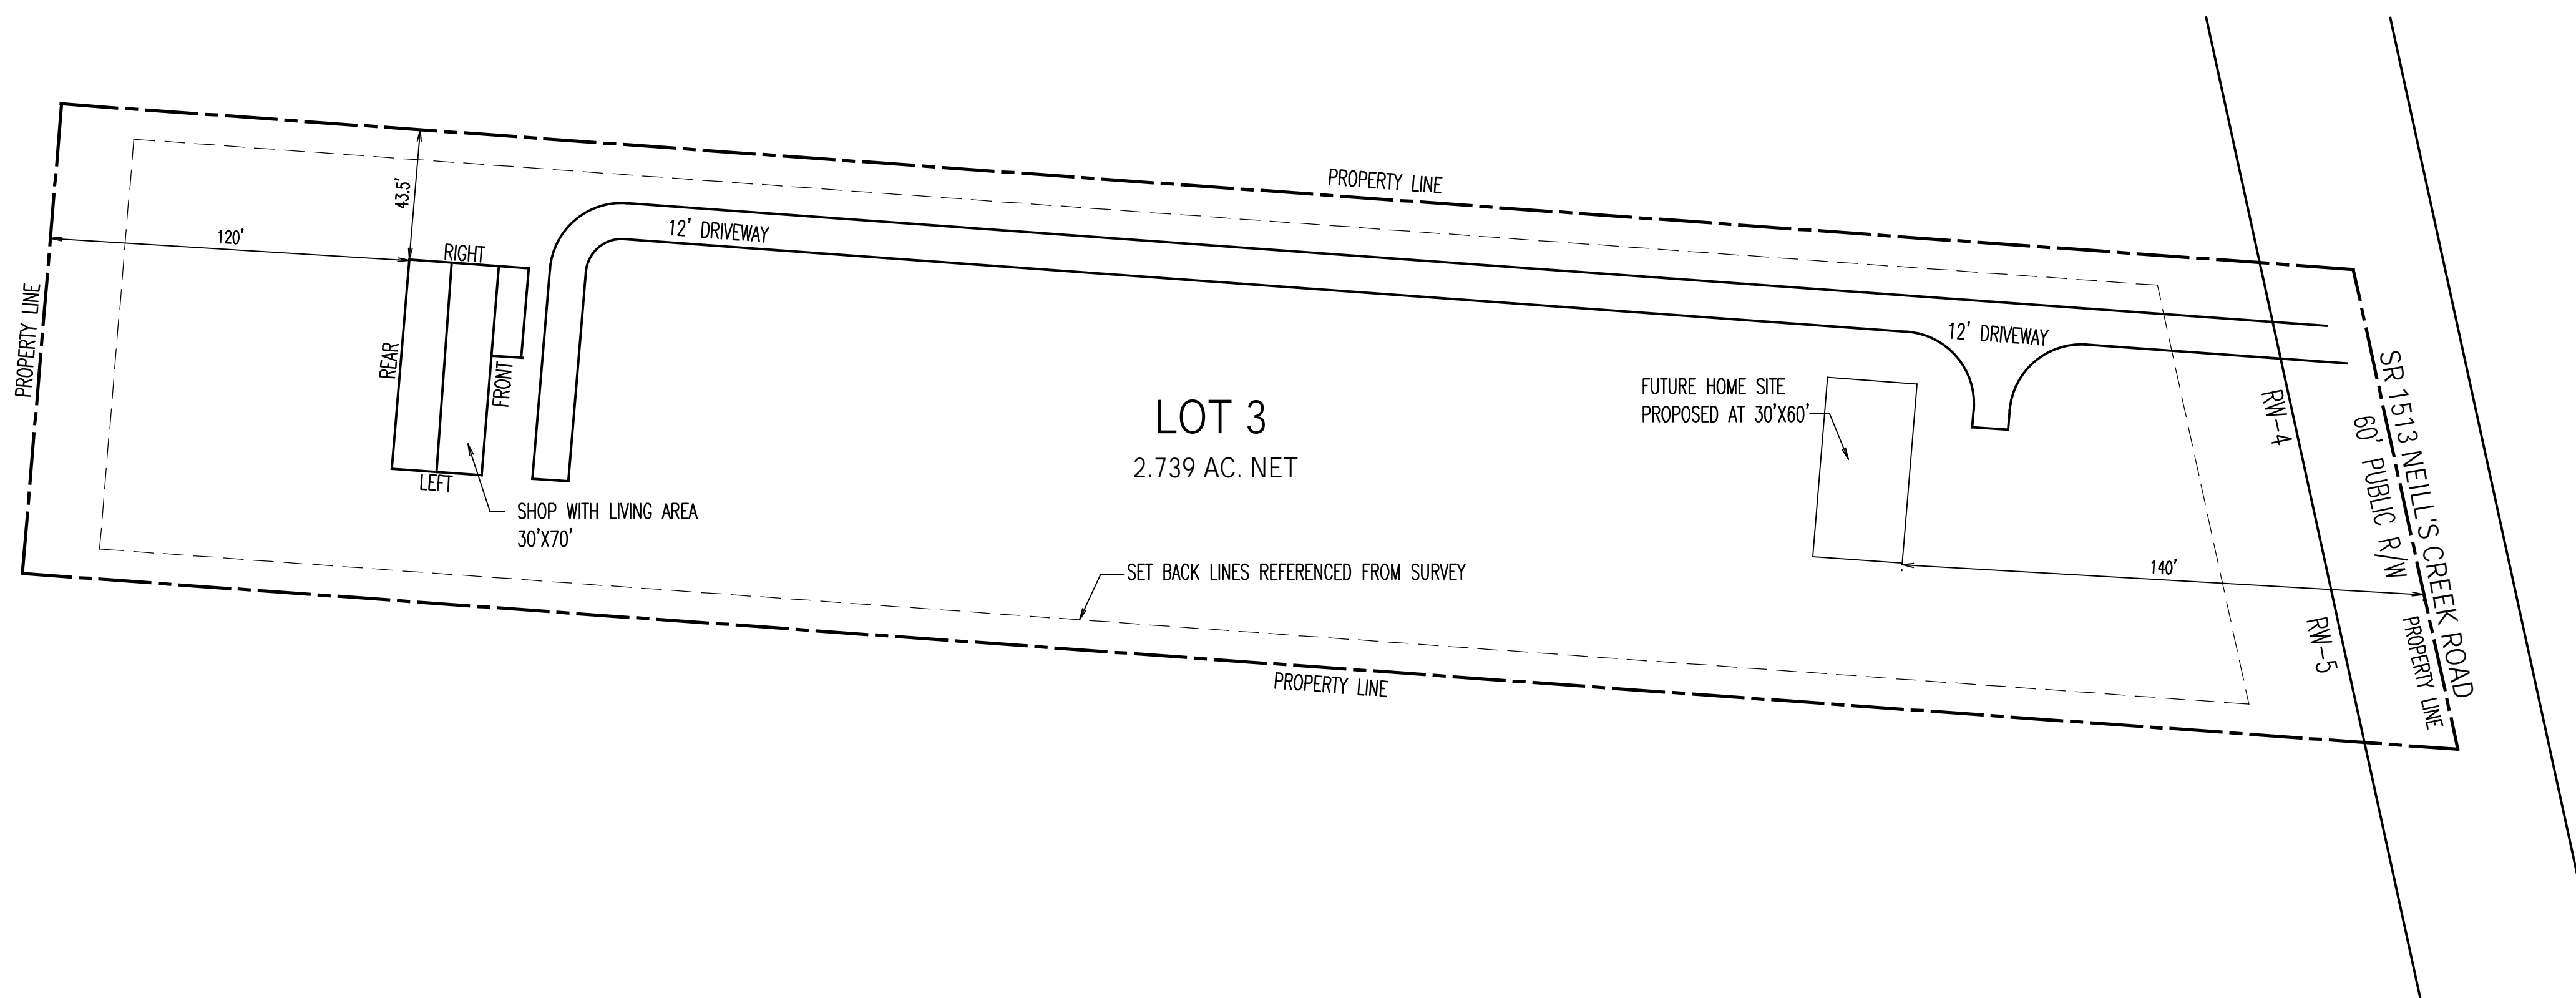 PROPERTY LINE
43.5'
120'
RIGHT
12' DRIVEWAY
PROPERTY LINE
REAR
FRONT
LEFT
SHOP WITH LIVING AREA
30'X70'
LOT 3
2.739 AC. NET
FUTURE HOME SITE
PROPOSED AT 30'X60'
12' DRIVEWAY
RW-4
SR 1513 NEILL'S CREEK ROAD
60' PUBLIC R/W
SET BACK LINES REFERENCED FROM SURVEY
140'
RW-5
PROPERTY LINE
PROPERTY LINE